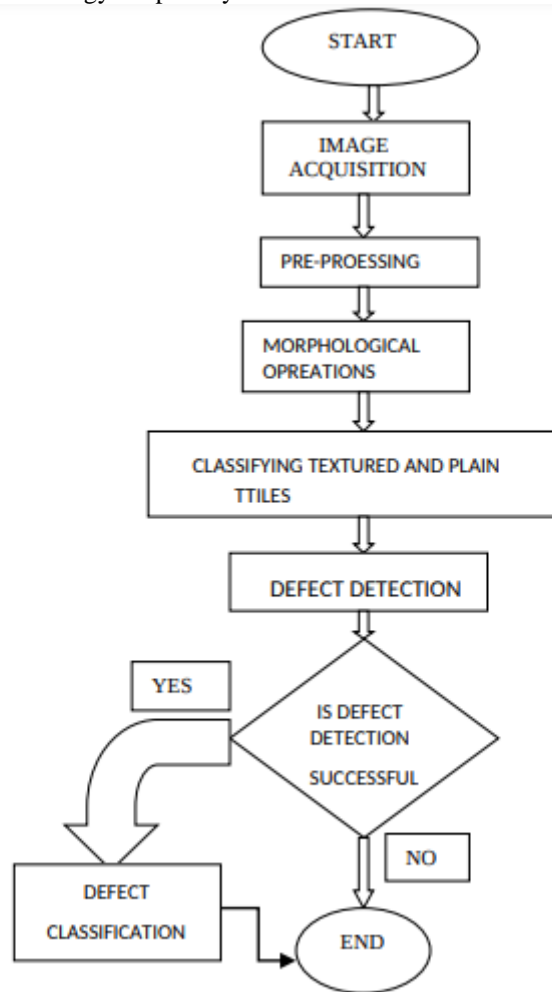 START
IMAGE
ACQUISITION
PRE-PROESSING
MORPHOLOGICAL
OPREATIONS
CLASSIFYING TEXTURED AND PLAIN
TTILES
DEFECT DETECTION
YES
IS DEFECT
DETECTION
SUCCESSFUL
NO
DEFECT
CLASSIFICATION
END